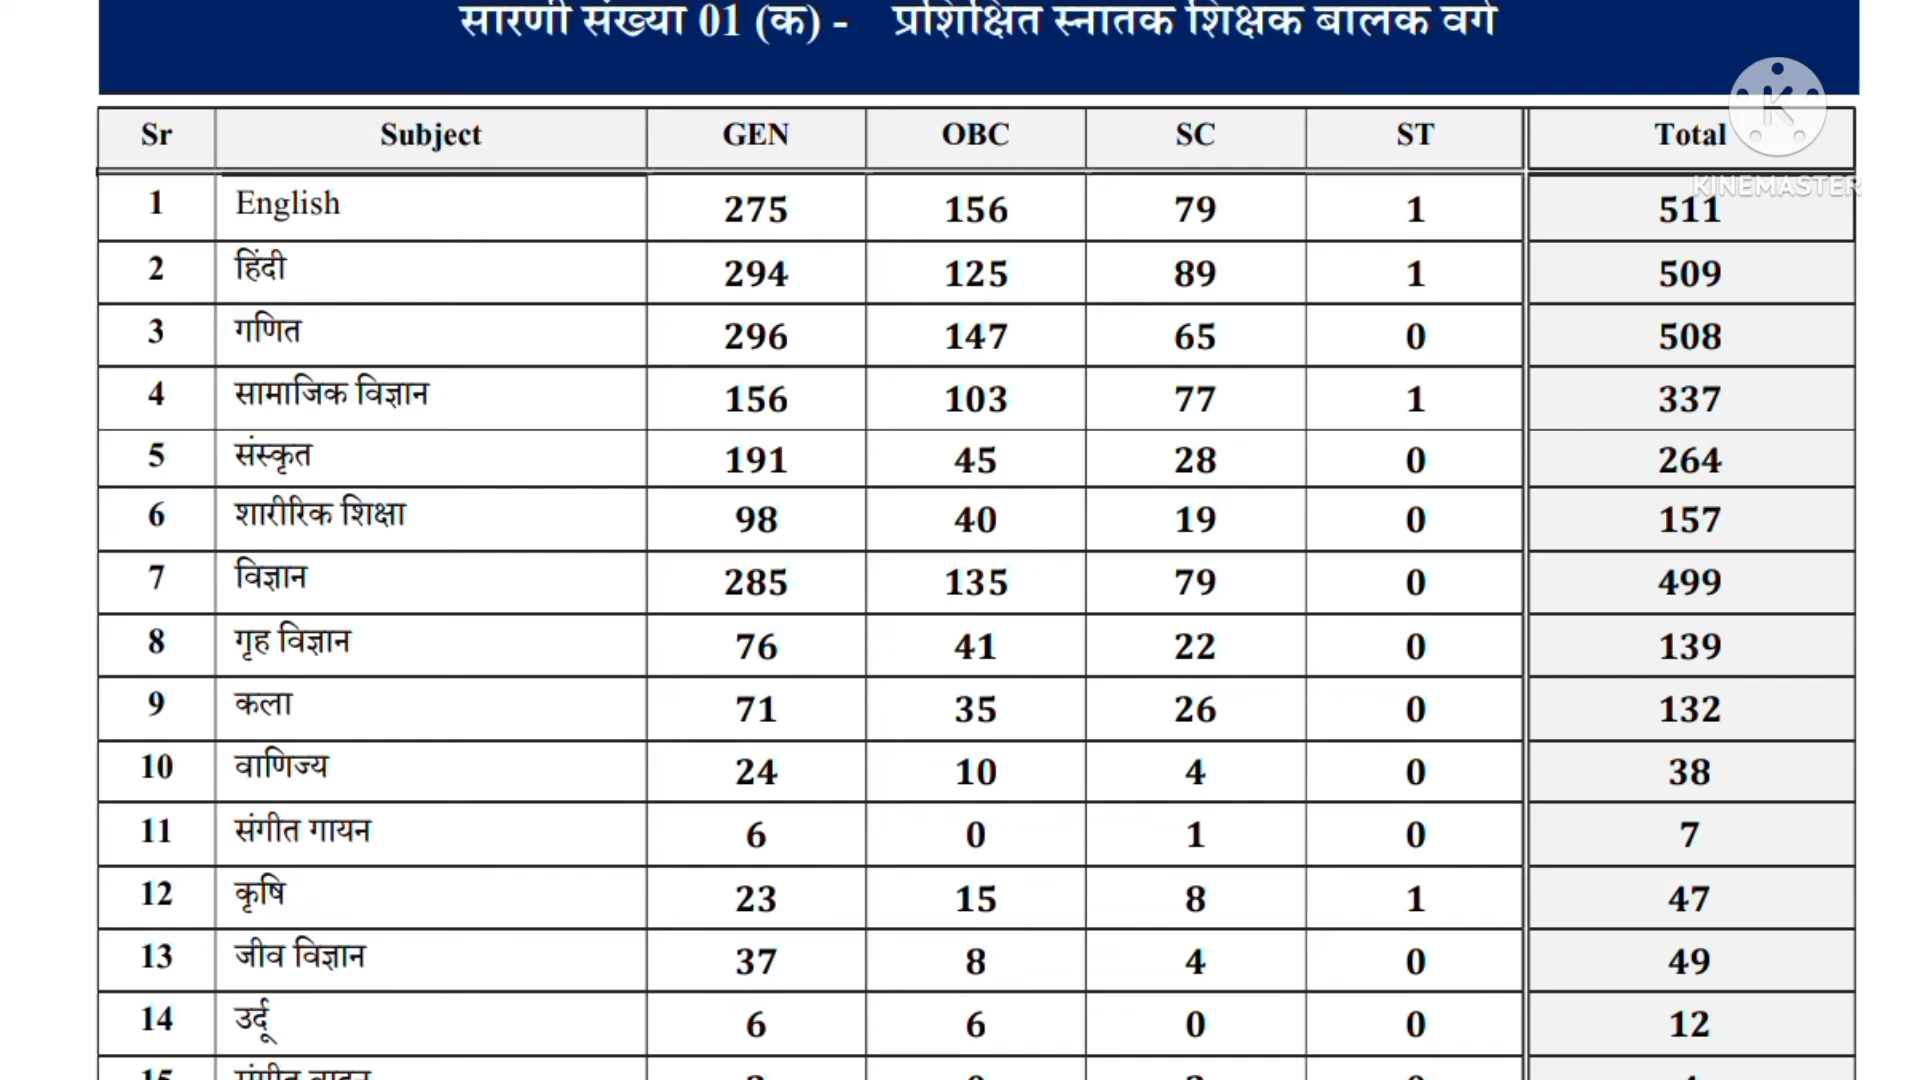 सारणी संख्या 01 (क) - प्रशिक्षित स्नातक शिक्षक बालक वर्ग
Sr Subject GEN OBC SC ST Total
KINEMASTER
1 English 275 156 79 1 511
2 हिंदी 294 125 89 1 509
3 गणित 296 147 65 0 508
4 सामाजिक विज्ञान 156 103 77 1 337
5 संस्कृत 191 45 28 0 264
6 शारीरिक शिक्षा 98 40 19 0 157
7 विज्ञान 285 135 79 0 499
8 गृह विज्ञान 76 41 22 0 139
9 कला 71 35 26 0 132
10 वाणिज्य 24 10 4 0 38
11 संगीत गायन 6 0 1 0 7
12 कृषि 23 15 8 1 47
13 जीव विज्ञान 37 8 4 0 49
14 उर्दू 6 6 0 0 12